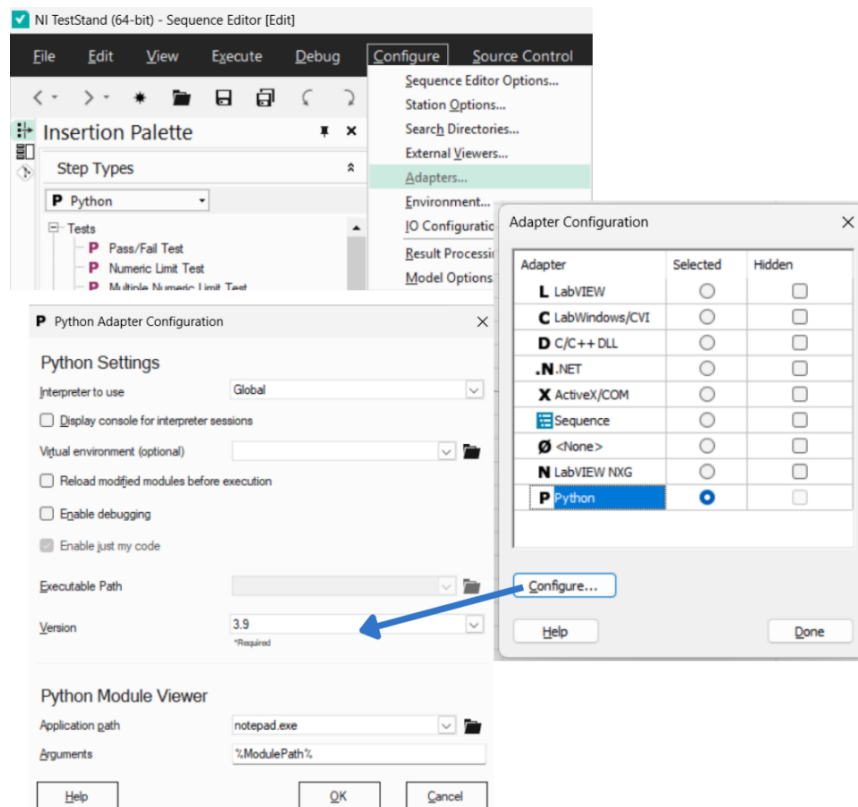 NI TestStand (64-bit) - Sequence Editor [Edit]
File Edit View Execute Debug Configure Source Control
Insertion Palette
Step Types
P Python
Tests
P Pass/Fail Test
P Numeric Limit Test
P Multiple Numeric Limit Test
Sequence Editor Options...
Station Options...
Search Directories...
External Viewers...
Adapters...
Environment...
IO Configuratio
Result Processi
Model Options
Adapter Configuration
Adapter Selected Hidden
L LabVIEW
C LabWindows/CVI
D C/C++ DLL
.N .NET
X ActiveX/COM
Sequence
Ø <None>
N LabVIEW NXG
P Python
Configure...
Help Done
P Python Adapter Configuration
Python Settings
Interpreter to use Global
Display console for interpreter sessions
Virtual environment (optional)
Reload modified modules before execution
Enable debugging
Enable just my code
Executable Path
Version 3.9
*Required
Python Module Viewer
Application path notepad.exe
Arguments %ModulePath%
Help OK Cancel